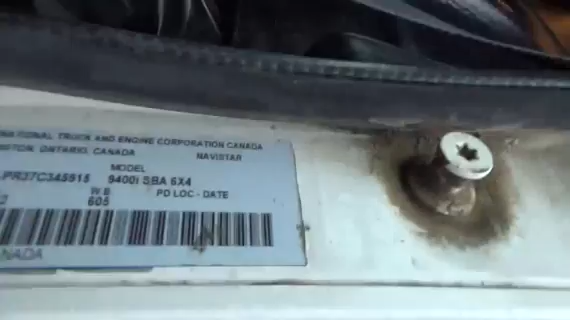 NATIONAL TRUCK AND ENGINE CORPORATION CANADA
ONTARIO, CANADA NAVISTAR
MODEL
PR37C345515 9400i SBA 6X4
W B PD LOC - DATE
605
NADA